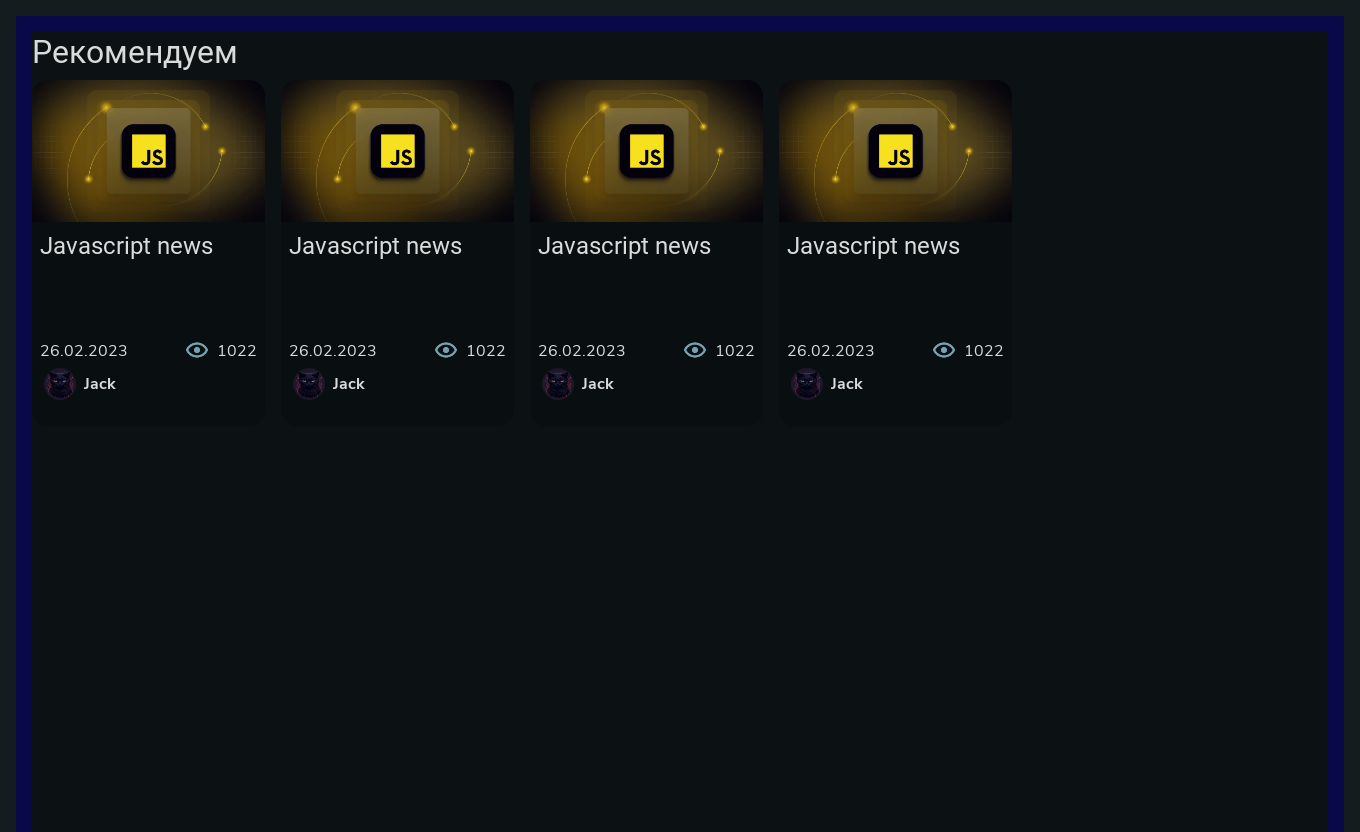 Рекомендуем
JS JS JS JS
Javascript news Javascript news Javascript news Javascript news
26.02.2023 1022 26.02.2023 1022 26.02.2023 1022 26.02.2023 1022
Jack Jack Jack Jack